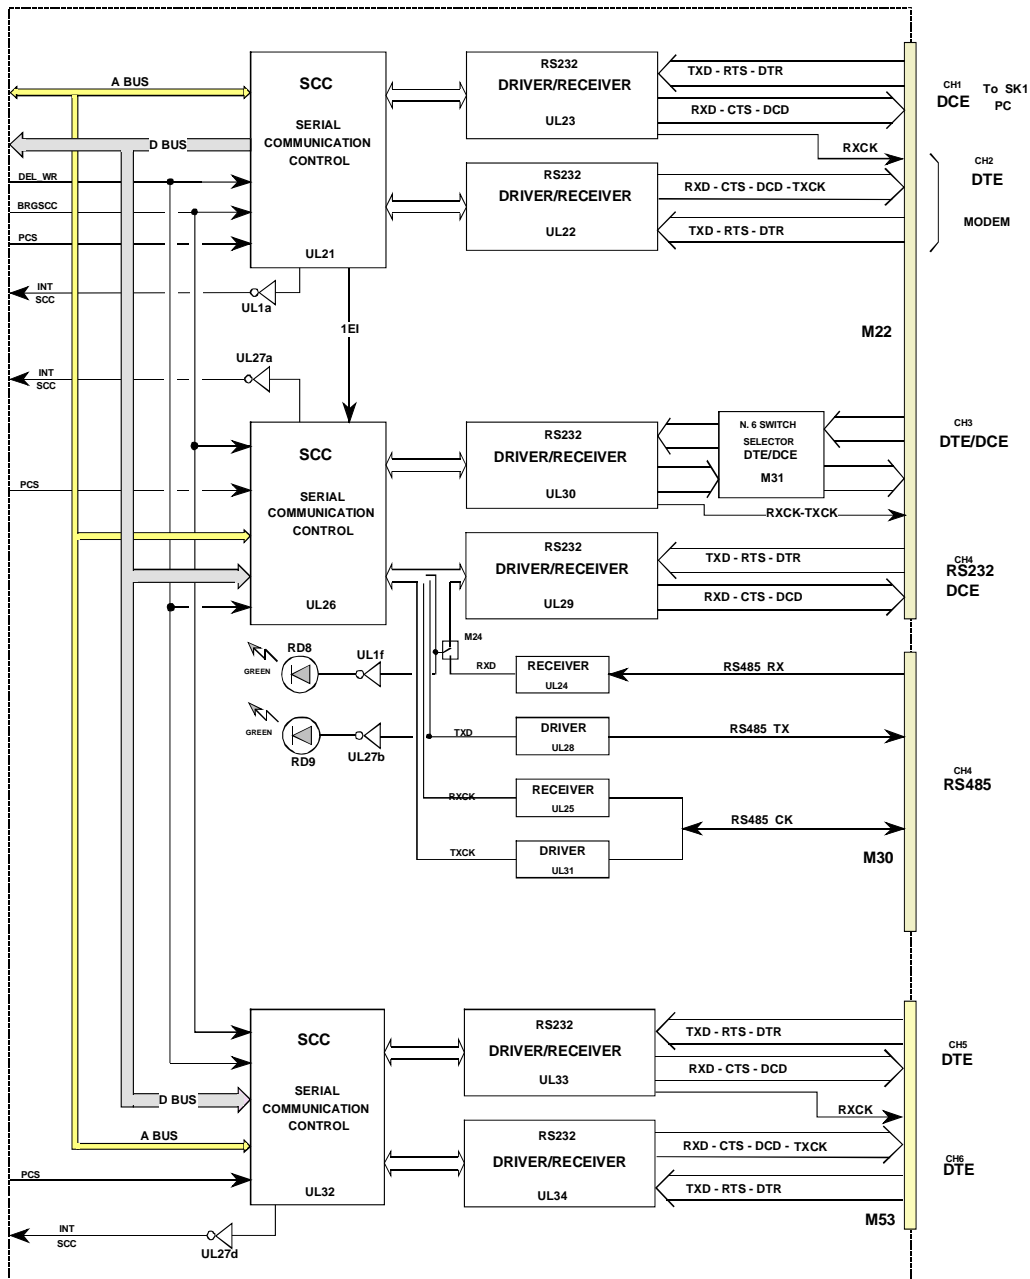 A BUS
D BUS
DEL_WR
BRGSCC
PCS
INT
SCC
SCC
SERIAL
COMMUNICATION
CONTROL
UL21
UL1a
1EI
RS232
DRIVER/RECEIVER
UL23
RS232
DRIVER/RECEIVER
UL22
TXD - RTS - DTR
RXD - CTS - DCD
RXCK
RXD - CTS - DCD - TXCK
TXD - RTS - DTR
CH1
DCE
To SK1
PC
CH2
DTE
MODEM
M22
UL27a
INT
SCC
PCS
SCC
SERIAL
COMMUNICATION
CONTROL
UL26
RS232
DRIVER/RECEIVER
UL30
N. 6 SWITCH
SELECTOR
DTE/DCE
M31
RXCK-TXCK
CH3
DTE/DCE
RS232
DRIVER/RECEIVER
UL29
TXD - RTS - DTR
RXD - CTS - DCD
CH4
RS232
DCE
M24
RD8
GREEN
UL1f
RXD
RECEIVER
UL24
RS485 RX
GREEN
RD9
UL27b
TXD
DRIVER
UL28
RS485 TX
RXCK
RECEIVER
UL25
RS485 CK
TXCK
DRIVER
UL31
CH4
RS485
M30
SCC
SERIAL
COMMUNICATION
CONTROL
UL32
D BUS
A BUS
PCS
INT
SCC
UL27d
RS232
DRIVER/RECEIVER
UL33
TXD - RTS - DTR
RXD - CTS - DCD
RXCK
CH5
DTE
RS232
DRIVER/RECEIVER
UL34
RXD - CTS - DCD - TXCK
TXD - RTS - DTR
CH6
DTE
M53